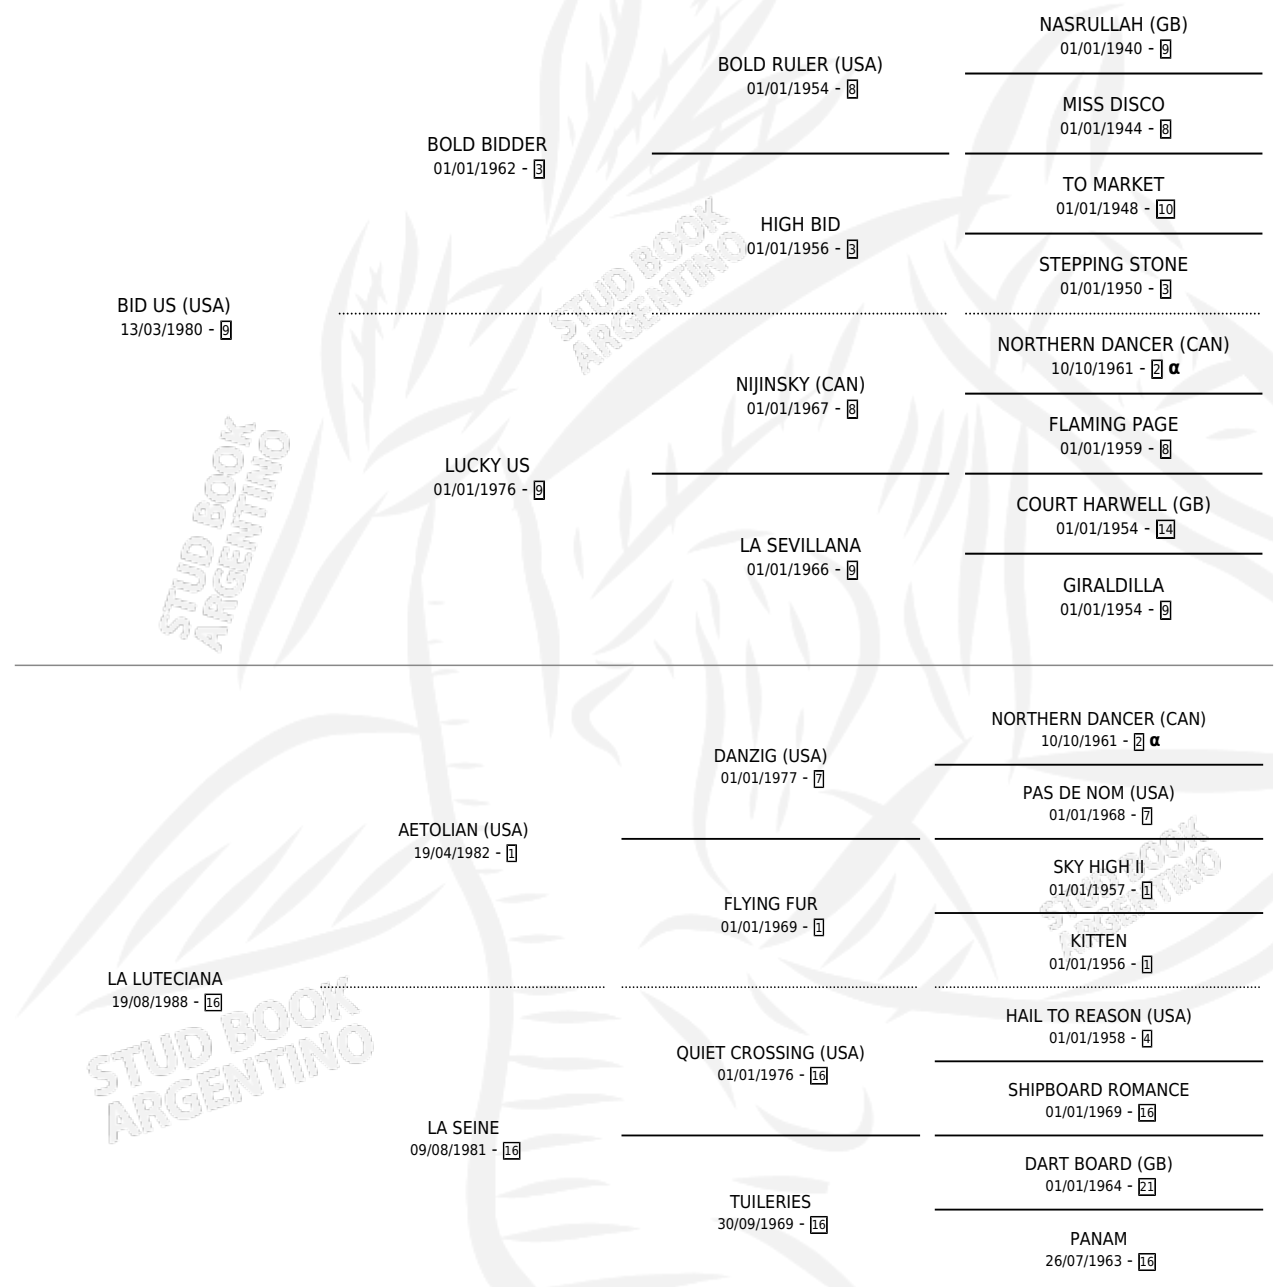 NASRULLAH (GB)
01/01/1940 - 9
BOLD RULER (USA)
01/01/1954 - 8
MISS DISCO
01/01/1944 - 8
BOLD BIDDER
01/01/1962 - 3
TO MARKET
01/01/1948 - 10
HIGH BID
01/01/1956 - 3
STEPPING STONE
01/01/1950 - 3
BID US (USA)
13/03/1980 - 9
NORTHERN DANCER (CAN)
10/10/1961 - 2 α
NIJINSKY (CAN)
01/01/1967 - 8
FLAMING PAGE
01/01/1959 - 8
LUCKY US
01/01/1976 - 9
COURT HARWELL (GB)
01/01/1954 - 14
LA SEVILLANA
01/01/1966 - 9
GIRALDILLA
01/01/1954 - 9
NORTHERN DANCER (CAN)
10/10/1961 - 2 α
DANZIG (USA)
01/01/1977 - 7
PAS DE NOM (USA)
01/01/1968 - 7
AETOLIAN (USA)
19/04/1982 - 1
SKY HIGH II
01/01/1957 - 1
FLYING FUR
01/01/1969 - 1
KITTEN
01/01/1956 - 1
LA LUTECIANA
19/08/1988 - 16
HAIL TO REASON (USA)
01/01/1958 - 4
QUIET CROSSING (USA)
01/01/1976 - 16
SHIPBOARD ROMANCE
01/01/1969 - 16
LA SEINE
09/08/1981 - 16
DART BOARD (GB)
01/01/1964 - 21
TUILERIES
30/09/1969 - 16
PANAM
26/07/1963 - 16
STUD BOOK
ARGENTINO
STUD BOOK
ARGENTINO
STUD BOOK
ARGENTINO
STUD BOOK
ARGENTINO